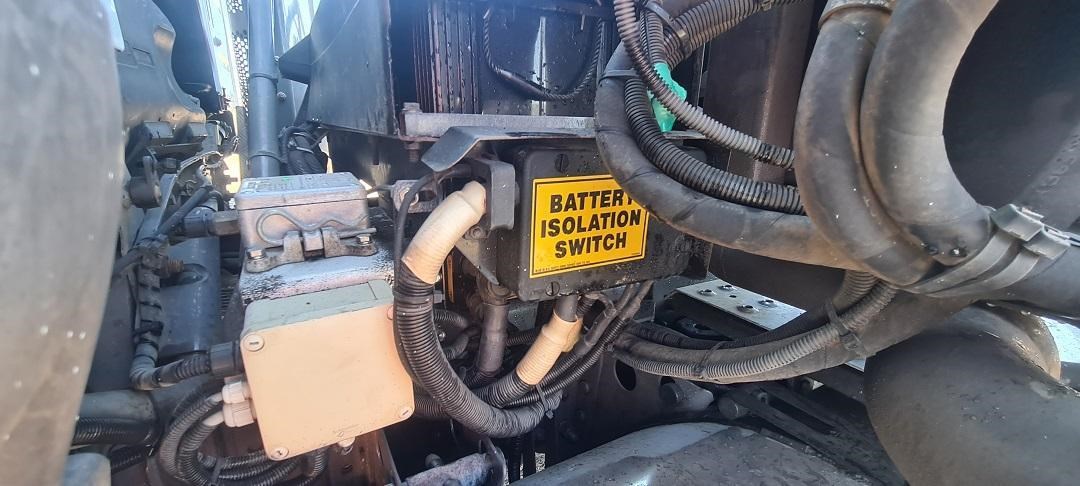 BATTERY
ISOLATION
SWITCH